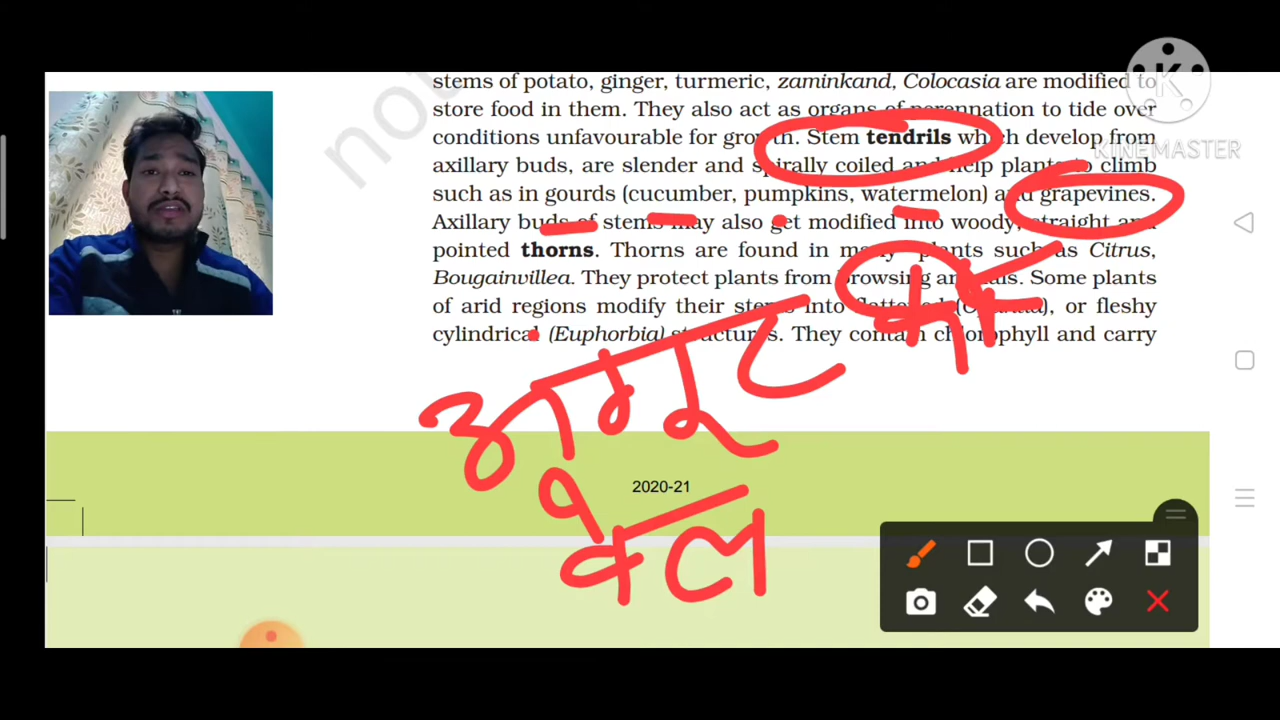 not
stems of potato, ginger, turmeric, zaminkand, Colocasia are modified to
store food in them. They also act as organs of perennation to tide over
conditions unfavourable for growth. Stem tendrils which develop from
axillary buds, are slender and spirally coiled and help plants to climb
such as in gourds (cucumber, pumpkins, watermelon) and grapevines.
Axillary buds of stems may also get modified into woody, straight and
pointed thorns. Thorns are found in many plants such as Citrus,
Bougainvillea. They protect plants from browsing animals. Some plants
of arid regions modify their stems into flattened (Opuntia), or fleshy
cylindrical (Euphorbia) structures. They contain chlorophyll and carry
अंगूर
बेल
2020-21
K
KINEMASTER